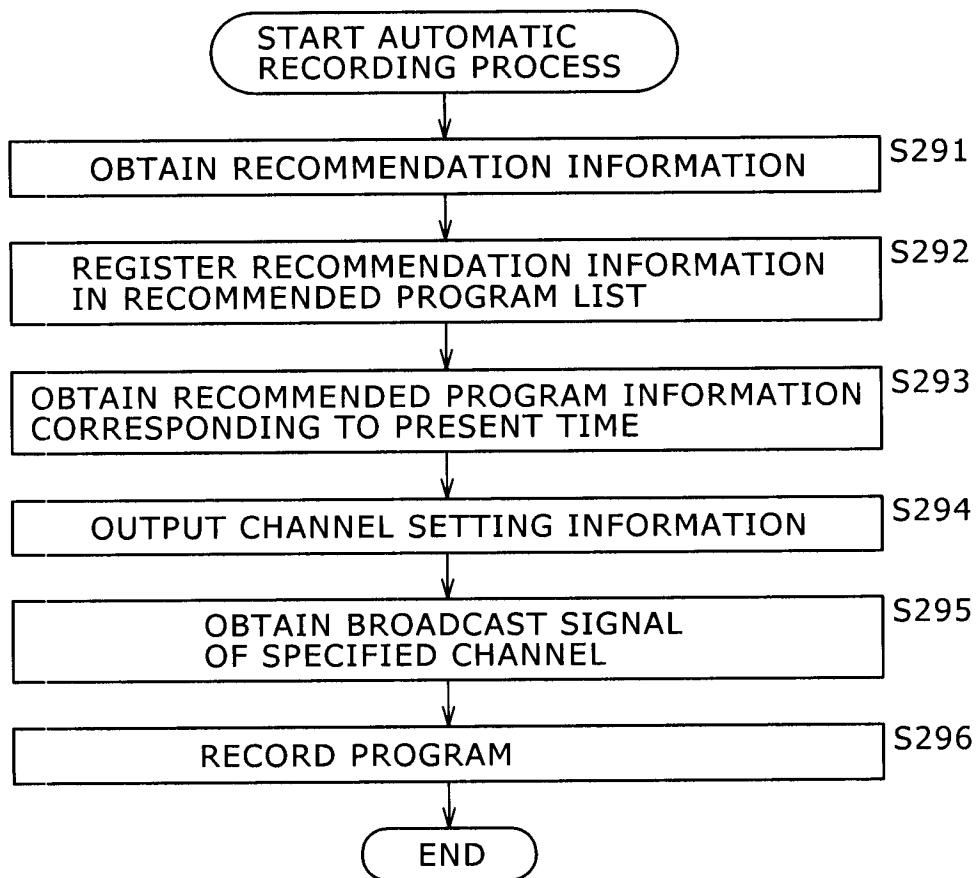 START AUTOMATIC
RECORDING PROCESS
OBTAIN RECOMMENDATION INFORMATION
S291
REGISTER RECOMMENDATION INFORMATION
IN RECOMMENDED PROGRAM LIST
S292
OBTAIN RECOMMENDED PROGRAM INFORMATION
CORRESPONDING TO PRESENT TIME
S293
OUTPUT CHANNEL SETTING INFORMATION
S294
OBTAIN BROADCAST SIGNAL
OF SPECIFIED CHANNEL
S295
RECORD PROGRAM
S296
END